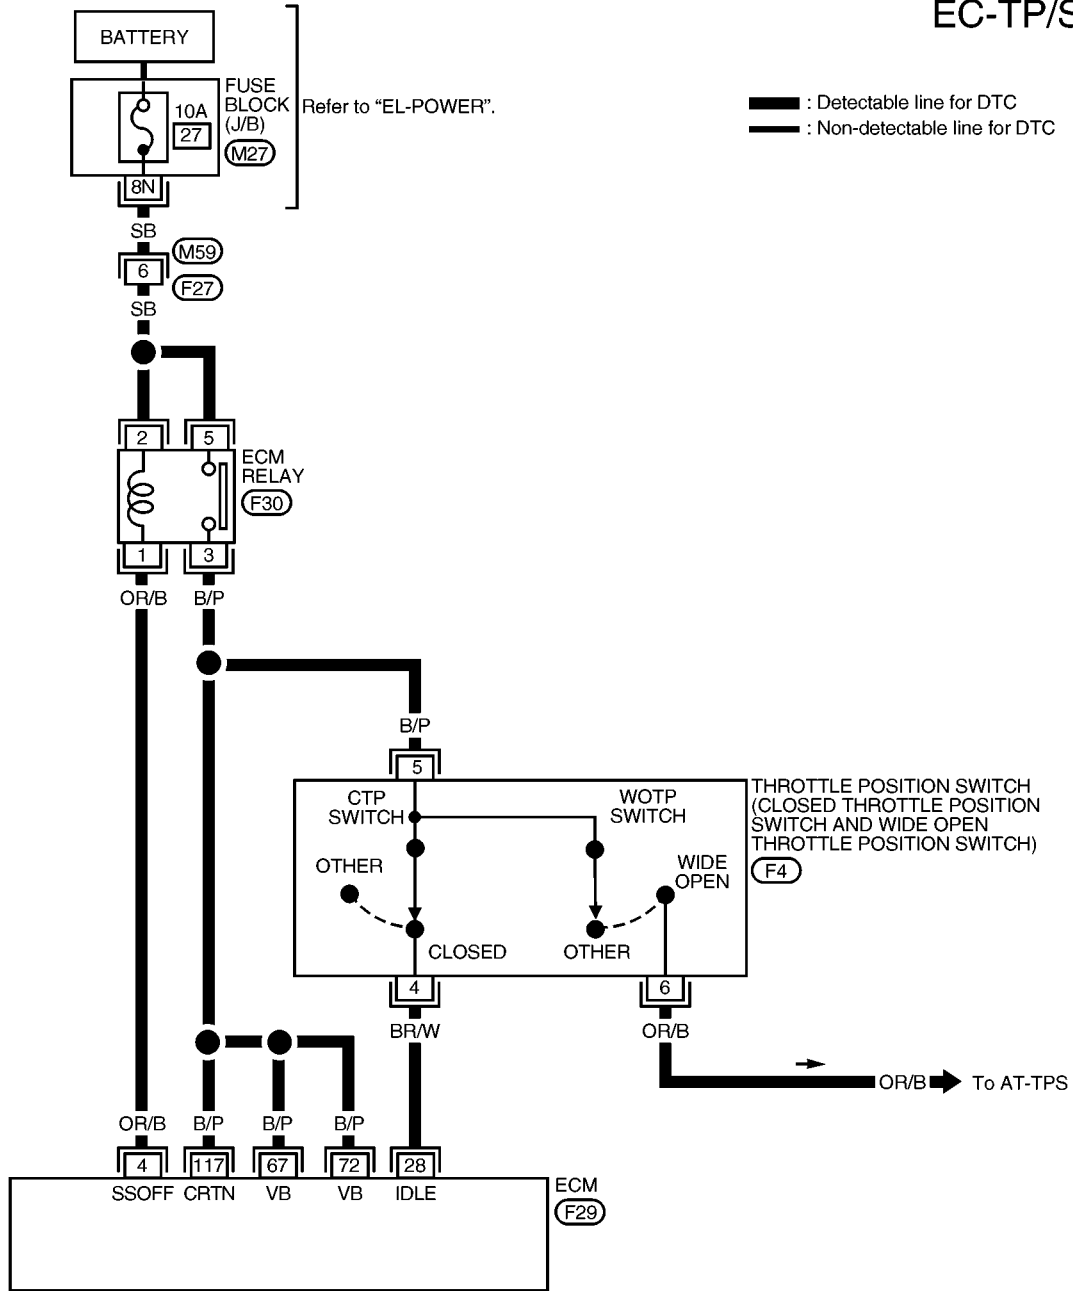 EC-TP/S
BATTERY
FUSE
BLOCK
(J/B)
M27
10A
27
Refer to “EL-POWER”.
: Detectable line for DTC
: Non-detectable line for DTC
8N
SB
M59
6
F27
SB
2
5
ECM
RELAY
F30
1
3
OR/B
B/P
B/P
5
CTP
SWITCH
WOTP
SWITCH
THROTTLE POSITION SWITCH
(CLOSED THROTTLE POSITION
SWITCH AND WIDE OPEN
THROTTLE POSITION SWITCH)
F4
OTHER
WIDE
OPEN
CLOSED
OTHER
4
6
BR/W
OR/B
OR/B
To AT-TPS
OR/B
B/P
B/P
B/P
4
117
67
72
28
SSOFF
CRTN
VB
VB
IDLE
ECM
F29